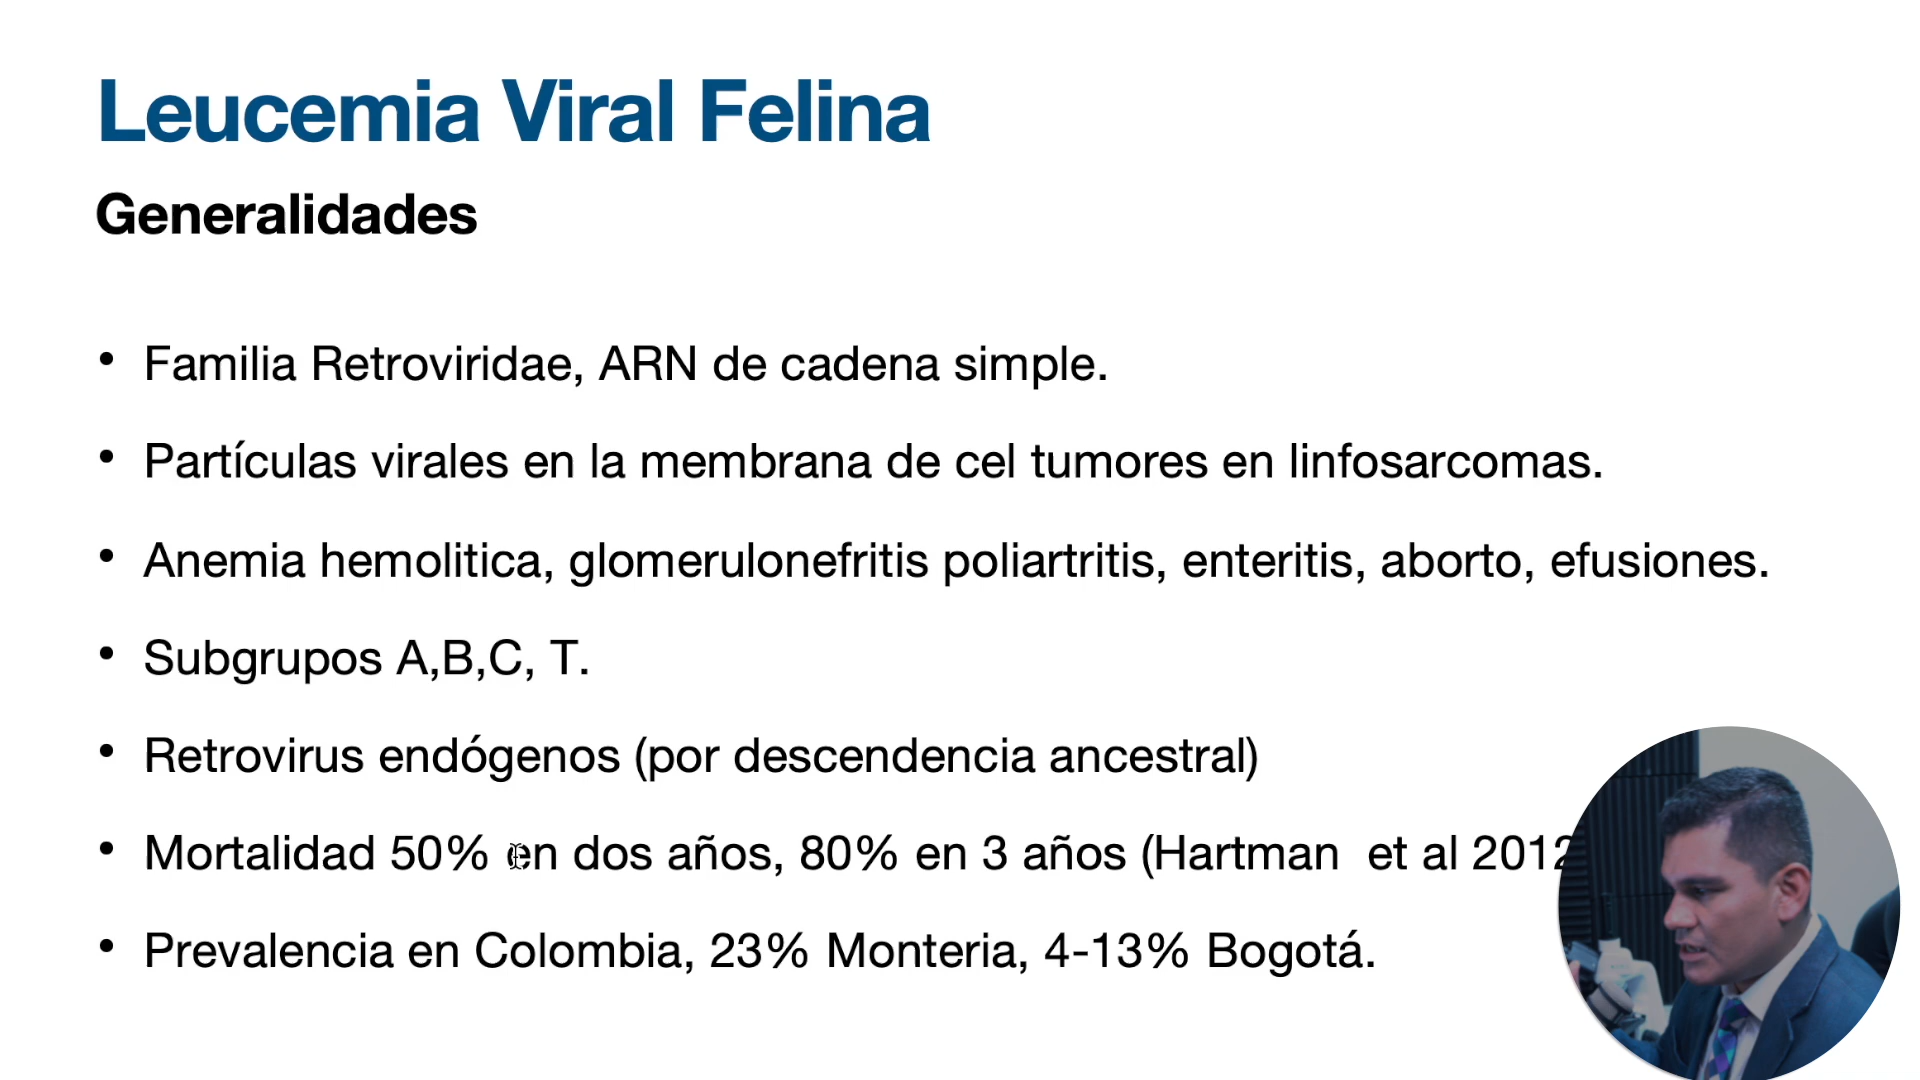 Leucemia Viral Felina
Generalidades
• Familia Retroviridae, ARN de cadena simple.
• Partículas virales en la membrana de cel tumores en linfosarcomas.
• Anemia hemolitica, glomerulonefritis poliartritis, enteritis, aborto, efusiones.
• Subgrupos A,B,C, T.
• Retrovirus endógenos (por descendencia ancestral)
• Mortalidad 50% en dos años, 80% en 3 años (Hartman  et al 2012
• Prevalencia en Colombia, 23% Monteria, 4-13% Bogotá.